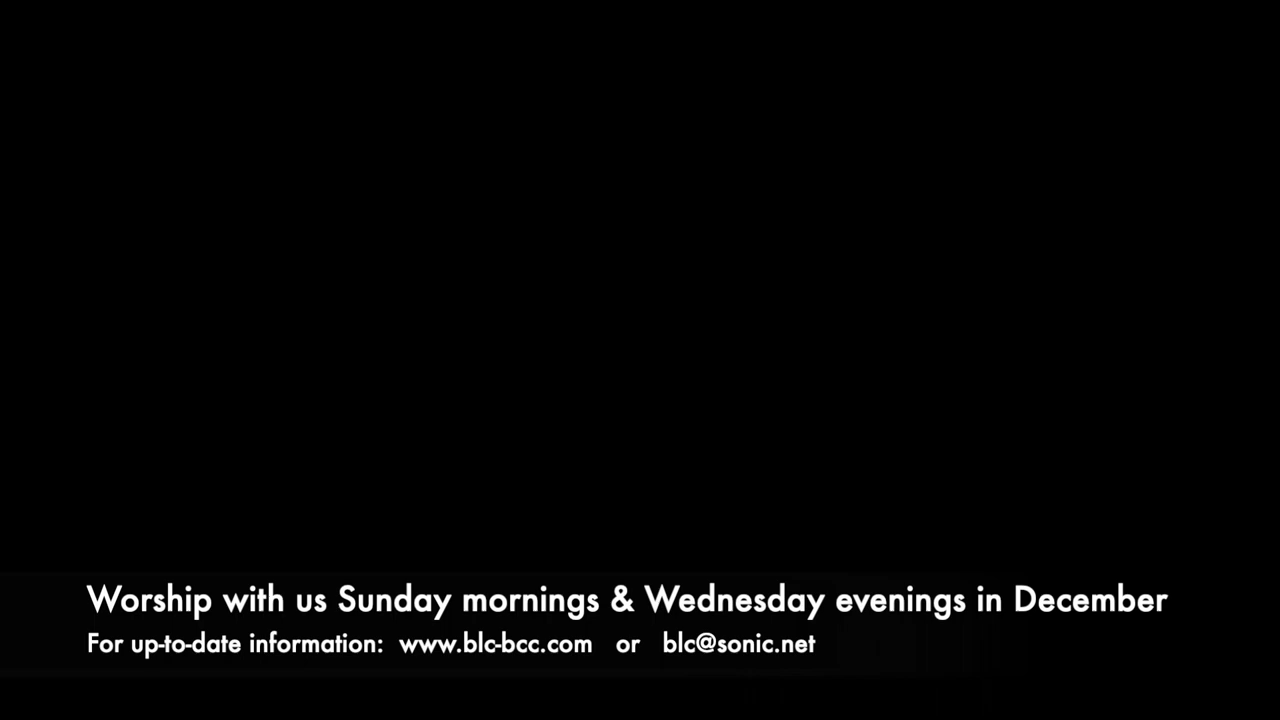 Worship with us Sunday mornings & Wednesday evenings in December
For up-to-date information: www.blc-bcc.com or blc@sonic.net